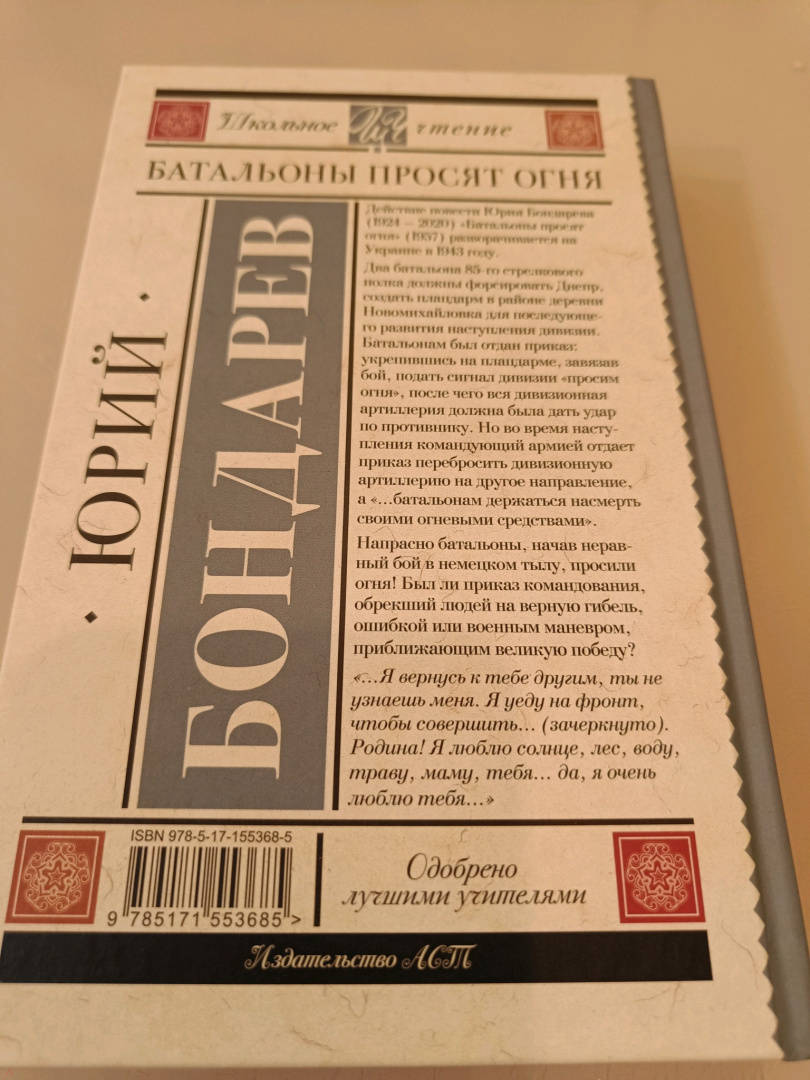 Школьное ШЧ чтение
БАТАЛЬОНЫ ПРОСЯТ ОГНЯ
· ЮРИЙ ·
БОНДАРЕВ
Действие повести Юрия Бондарева
(1924 – 2020) «Батальоны просят
огня» (1957) разворачивается на
Украине в 1943 году.
Два батальона 85-го стрелкового
полка должны форсировать Днепр,
создать плацдарм в районе деревни
Новомихайловка для последующе-
го развития наступления дивизии.
Батальонам был отдан приказ:
укрепившись на плацдарме, завязав
бой, подать сигнал дивизии «просим
огня», после чего вся дивизионная
артиллерия должна была дать удар
по противнику. Но во время насту-
пления командующий армией отдает
приказ перебросить дивизионную
артиллерию на другое направление,
а «...батальонам держаться насмерть
своими огневыми средствами».
Напрасно батальоны, начав нерав-
ный бой в немецком тылу, просили
огня! Был ли приказ командования,
обрекший людей на верную гибель,
ошибкой или военным маневром,
приближающим великую победу?
«...Я вернусь к тебе другим, ты не
узнаешь меня. Я уеду на фронт,
чтобы совершить... (зачеркнуто).
Родина! Я люблю солнце, лес, воду,
траву, маму, тебя... да, я очень
люблю тебя...»
ISBN 978-5-17-155368-5
9 785171 553685 >
Одобрено
лучшими учителями
Издательство АСТ